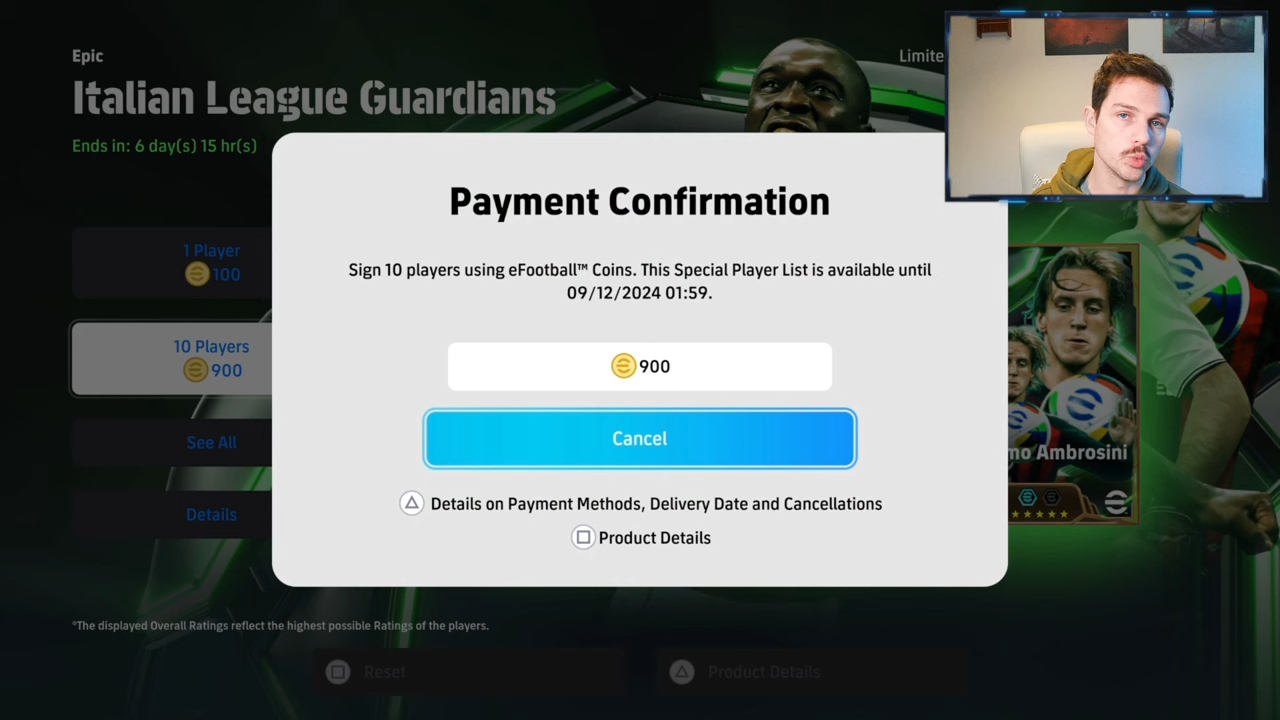 Epic
Limite
Italian League Guardians
Ends in: 6 day(s) 15 hr(s)
Payment Confirmation
Sign 10 players using eFootball™ Coins. This Special Player List is available until
09/12/2024 01:59.
1 Player
100
10 Players
900
900
Cancel
See All
mo Ambrosini
Details on Payment Methods, Delivery Date and Cancellations
Details
Product Details
*The displayed Overall Ratings reflect the highest possible Ratings of the players.
Reset
Product Details